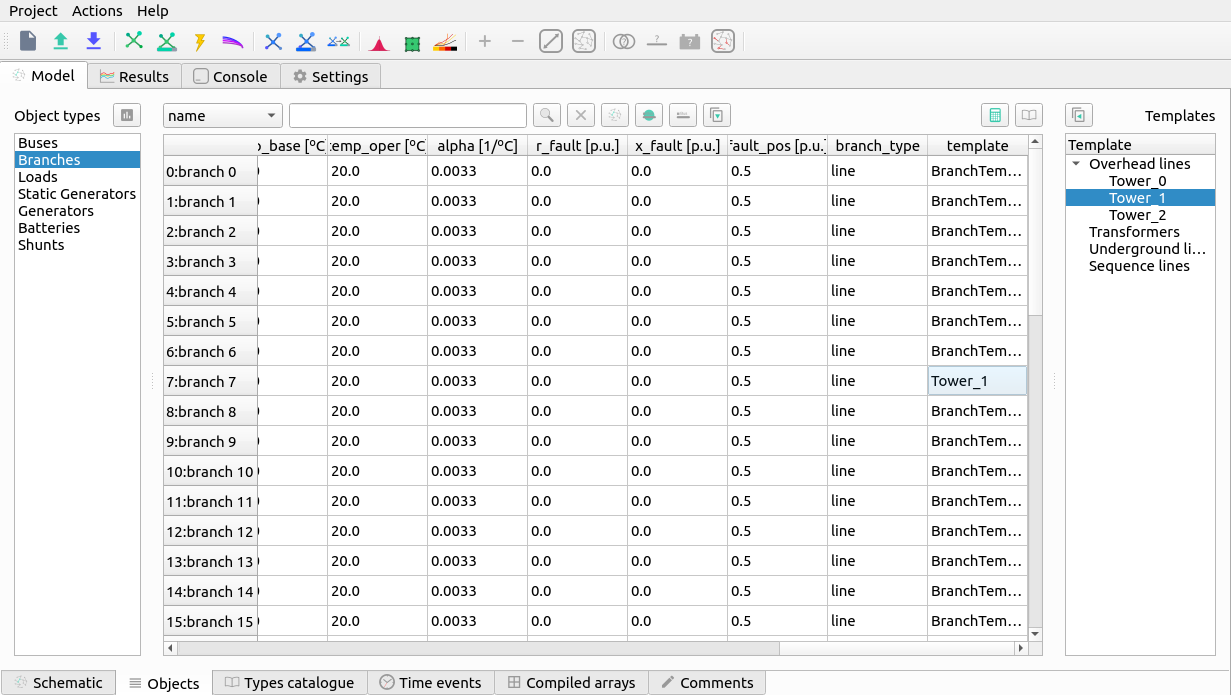 Project Actions Help
Model Results Console Settings
Object types name Templates
Buses
Branches
Loads
Static Generators
Generators
Batteries
Shunts
_base [ºC temp_oper [ºC alpha [1/ºC] r_fault [p.u.] x_fault [p.u.] fault_pos [p.u.] branch_type template
0:branch 0 20.0 0.0033 0.0 0.0 0.5 line BranchTem...
1:branch 1 20.0 0.0033 0.0 0.0 0.5 line BranchTem...
2:branch 2 20.0 0.0033 0.0 0.0 0.5 line BranchTem...
3:branch 3 20.0 0.0033 0.0 0.0 0.5 line BranchTem...
4:branch 4 20.0 0.0033 0.0 0.0 0.5 line BranchTem...
5:branch 5 20.0 0.0033 0.0 0.0 0.5 line BranchTem...
6:branch 6 20.0 0.0033 0.0 0.0 0.5 line BranchTem...
7:branch 7 20.0 0.0033 0.0 0.0 0.5 line Tower_1
8:branch 8 20.0 0.0033 0.0 0.0 0.5 line BranchTem...
9:branch 9 20.0 0.0033 0.0 0.0 0.5 line BranchTem...
10:branch 10 20.0 0.0033 0.0 0.0 0.5 line BranchTem...
11:branch 11 20.0 0.0033 0.0 0.0 0.5 line BranchTem...
12:branch 12 20.0 0.0033 0.0 0.0 0.5 line BranchTem...
13:branch 13 20.0 0.0033 0.0 0.0 0.5 line BranchTem...
14:branch 14 20.0 0.0033 0.0 0.0 0.5 line BranchTem...
15:branch 15 20.0 0.0033 0.0 0.0 0.5 line BranchTem...
Template
Overhead lines
Tower_0
Tower_1
Tower_2
Transformers
Underground li...
Sequence lines
Schematic Objects Types catalogue Time events Compiled arrays Comments